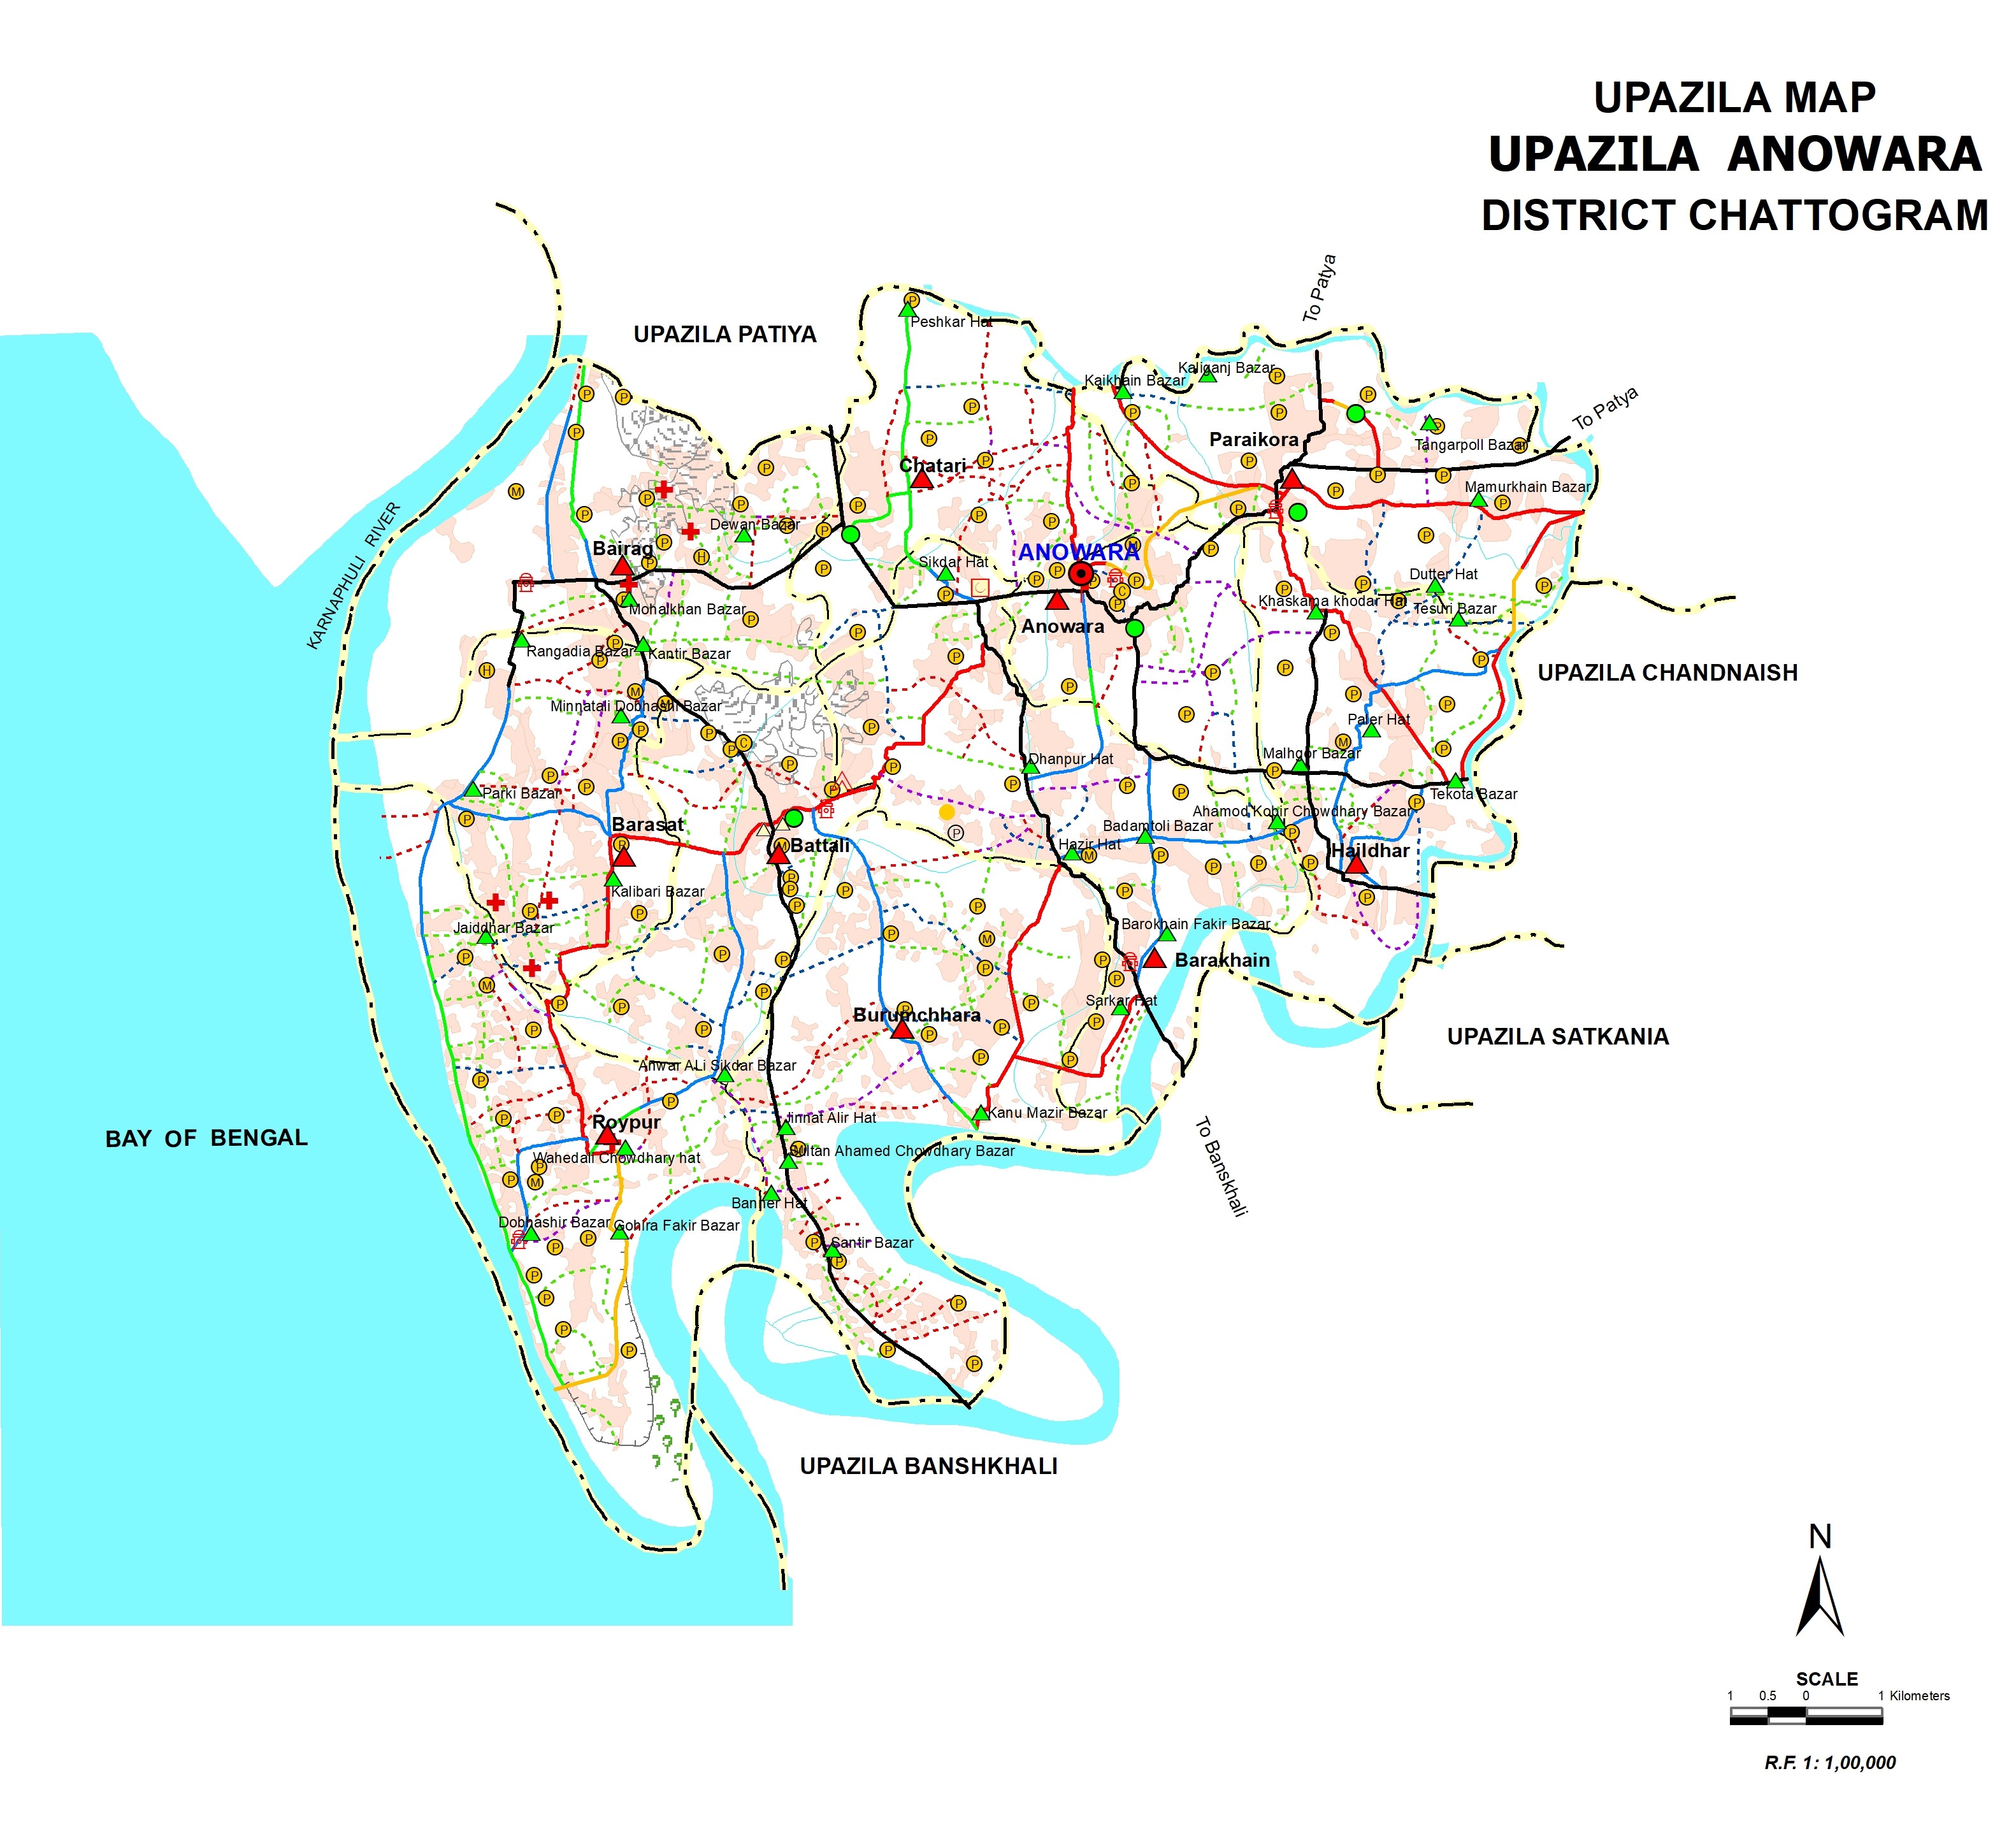 UPAZILA MAP
UPAZILA ANOWARA
DISTRICT CHATTOGRAM
To Patya
Peshkar Hat
UPAZILA PATIYA
Kaliganj Bazar
Kaikhain Bazar
To Patya
Paraikora
Tangarpoll Bazar
Chatari
Mamurkhain Bazar
KARNAPHULI RIVER
Dewan Bazar
Bairag
ANOWARA
Sikdar Hat
Dutter Hat
Khaskama khodar Hat
Tesuri Bazar
Mohalkhan Bazar
Anowara
Rangadia Bazar
Kantir Bazar
UPAZILA CHANDNAISH
Minnatali Dobhashi Bazar
Paler Hat
Malhgor Bazar
Dhanpur Hat
Parki Bazar
Tekota Bazar
Ahamod Kobir Chowdhary Bazar
Barasat
Badamtoli Bazar
Battali
Hazir Hat
Haildhar
Kalibari Bazar
Jaiddhar Bazar
Barokhain Fakir Bazar
Barakhain
Sarkar Hat
Burumchhara
UPAZILA SATKANIA
Anwar ALi Sikdar Bazar
Kanu Mazir Bazar
Jinnat Alir Hat
Roypur
BAY OF BENGAL
Sultan Ahamed Chowdhary Bazar
Wahedali Chowdhary hat
To Banskhali
Banner Hat
Dobhashir Bazar
Gohira Fakir Bazar
Santir Bazar
UPAZILA BANSHKHALI
N
SCALE
1 0.5 0 1 Kilometers
R.F. 1: 1,00,000